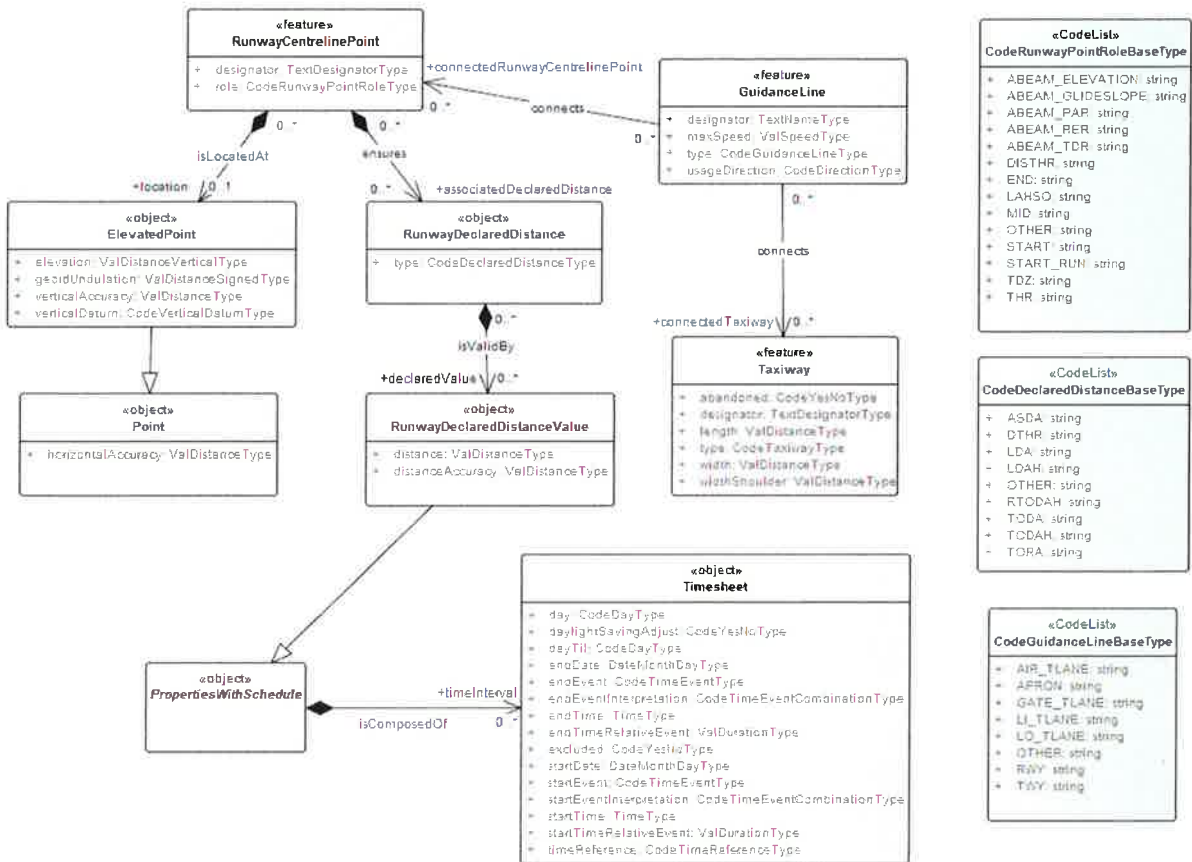 «feature»
RunwayCentrelinePoint
+ designator: TextDesignatorType
+ role: CodeRunwayPointRoleType
0..*
0..*
0..*
+connectedRunwayCentrelinePoint
connects
0..*
«feature»
GuidanceLine
+ designator: TextNameType
+ maxSpeed: ValSpeedType
+ type: CodeGuidanceLineType
+ usageDirection: CodeDirectionType
0..*
connects
+connectedTaxiway
0..*
isLocatedAt
+location
0..1
ensures
0..*
+associatedDeclaredDistance
«object»
ElevatedPoint
+ elevation: ValDistanceVerticalType
+ geoidUndulation: ValDistanceSignedType
+ verticalAccuracy: ValDistanceType
+ verticalDatum: CodeVerticalDatumType
«object»
RunwayDeclaredDistance
+ type: CodeDeclaredDistanceType
0..*
isValidBy
+declaredValue
0..*
«feature»
Taxiway
+ abandoned: CodeYesNoType
+ designator: TextDesignatorType
+ length: ValDistanceType
+ type: CodeTaxiwayType
+ width: ValDistanceType
+ widthShoulder: ValDistanceType
«object»
Point
+ horizontalAccuracy: ValDistanceType
«object»
RunwayDeclaredDistanceValue
+ distance: ValDistanceType
+ distanceAccuracy: ValDistanceType
«object»
PropertiesWithSchedule
+timeInterval
isComposedOf
0..*
«object»
Timesheet
+ day: CodeDayType
+ daylightSavingAdjust: CodeYesNoType
+ dayTil: CodeDayType
+ endDate: DateMonthDayType
+ endEvent: CodeTimeEventType
+ endEventInterpretation: CodeTimeEventCombinationType
+ endTime: TimeType
+ endTimeRelativeEvent: ValDurationType
+ excluded: CodeYesNoType
+ startDate: DateMonthDayType
+ startEvent: CodeTimeEventType
+ startEventInterpretation: CodeTimeEventCombinationType
+ startTime: TimeType
+ startTimeRelativeEvent: ValDurationType
+ timeReference: CodeTimeReferenceType
«CodeList»
CodeRunwayPointRoleBaseType
+ ABEAM_ELEVATION: string
+ ABEAM_GLIDESLOPE: string
+ ABEAM_PAR: string
+ ABEAM_RER: string
+ ABEAM_TDR: string
+ DISTHR: string
+ END: string
+ LAHSO: string
+ MID: string
+ OTHER: string
+ START: string
+ START_RUN: string
+ TDZ: string
+ THR: string
«CodeList»
CodeDeclaredDistanceBaseType
+ ASDA: string
+ DTHR: string
+ LDA: string
+ LDAH: string
+ OTHER: string
+ RTODAH: string
+ TODA: string
+ TODAH: string
+ TORA: string
«CodeList»
CodeGuidanceLineBaseType
+ AIR_TLANE: string
+ APRON: string
+ GATE_TLANE: string
+ LI_TLANE: string
+ LO_TLANE: string
+ OTHER: string
+ RWY: string
+ TWY: string